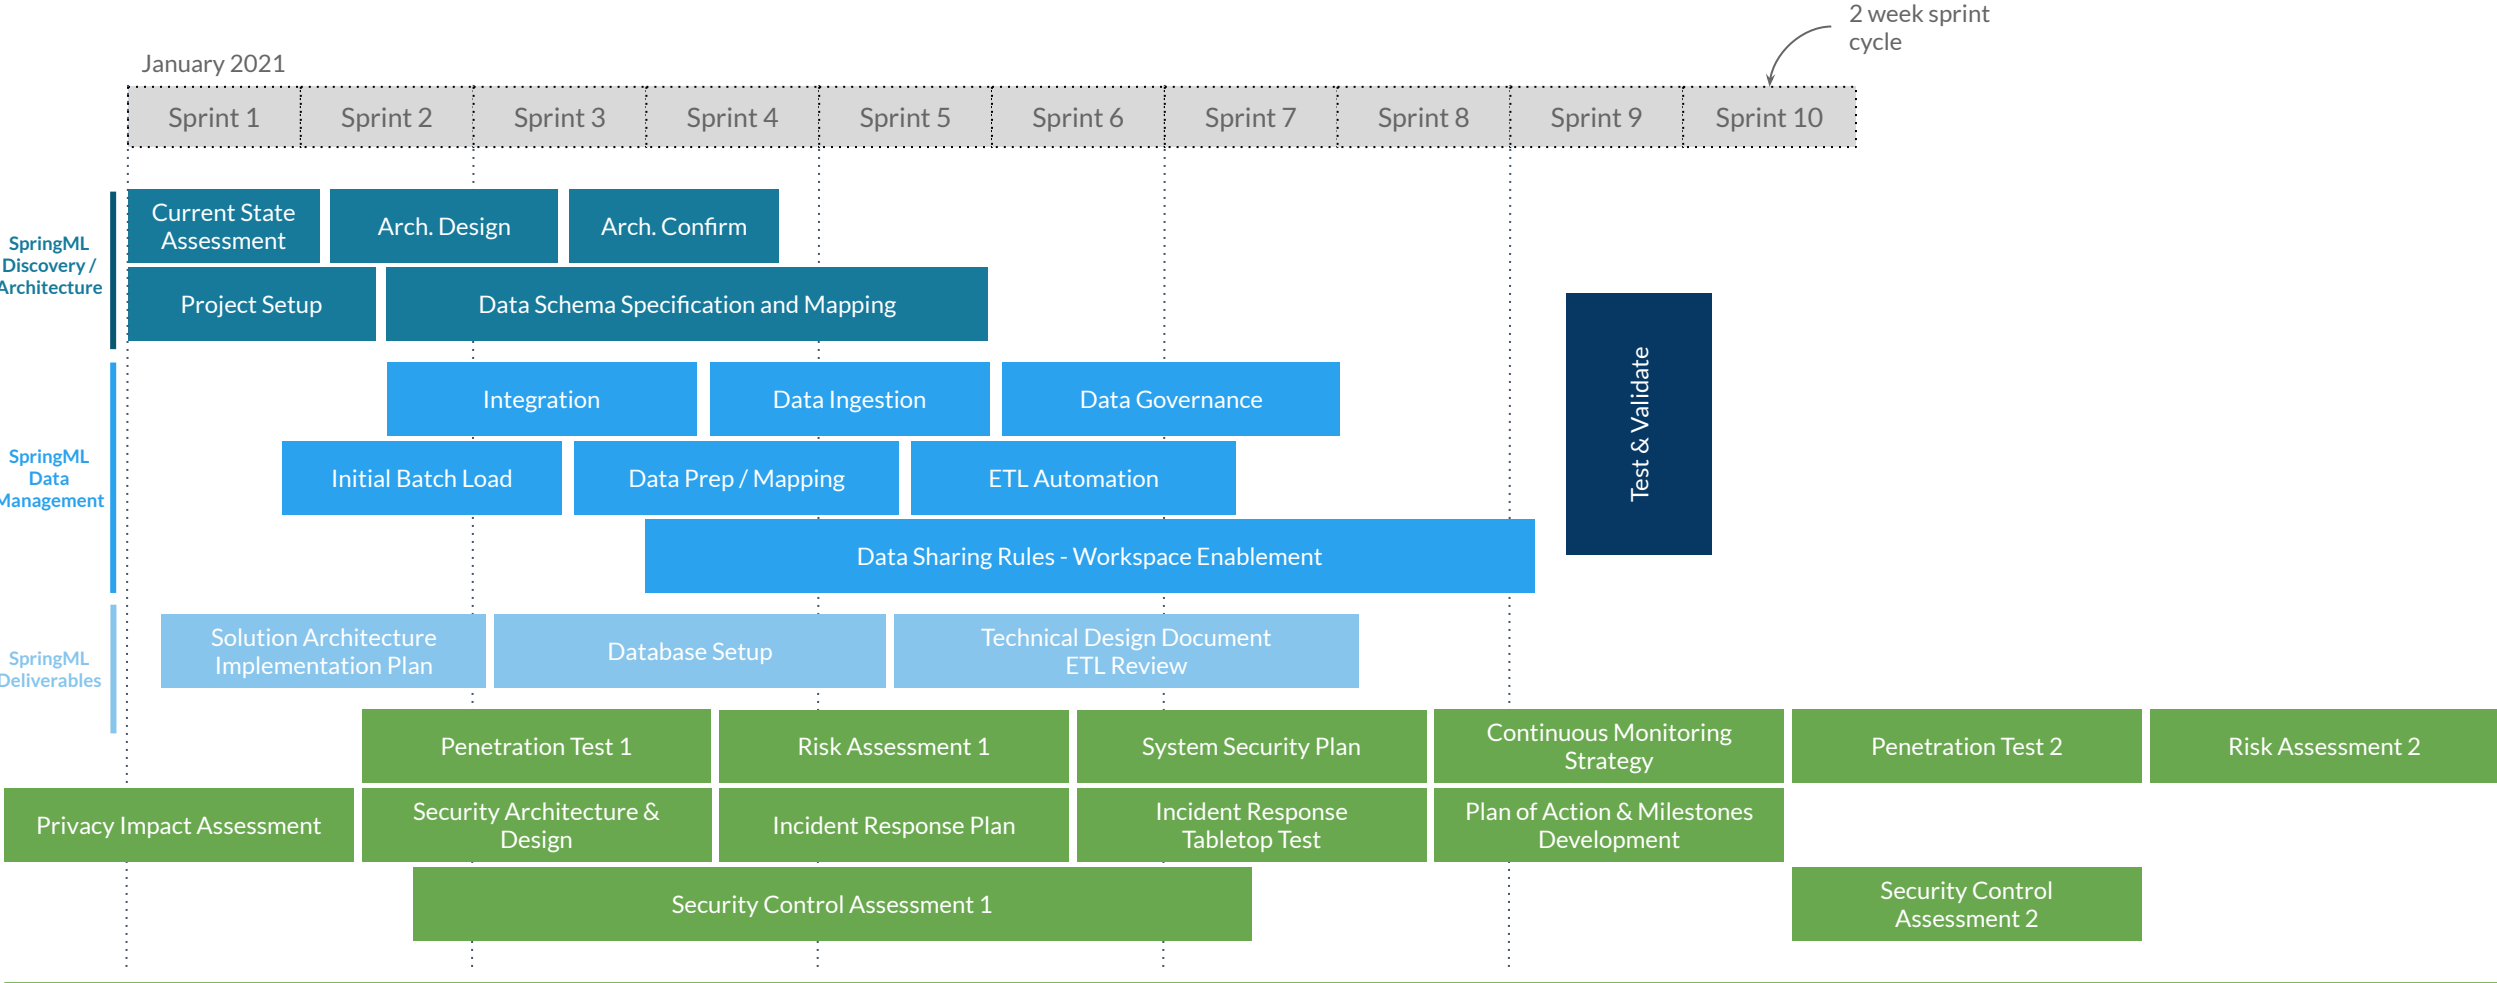 2 week sprint
cycle
January 2021
Sprint 1
Sprint 2
Sprint 3
Sprint 4
Sprint 5
Sprint 6
Sprint 7
Sprint 8
Sprint 9
Sprint 10
SpringML
Discovery /
Architecture
Current State
Assessment
Arch. Design
Arch. Confirm
Project Setup
Data Schema Specification and Mapping
Test & Validate
SpringML
Data
Management
Integration
Data Ingestion
Data Governance
Initial Batch Load
Data Prep / Mapping
ETL Automation
Data Sharing Rules - Workspace Enablement
SpringML
Deliverables
Solution Architecture
Implementation Plan
Database Setup
Technical Design Document
ETL Review
Penetration Test 1
Risk Assessment 1
System Security Plan
Continuous Monitoring
Strategy
Penetration Test 2
Risk Assessment 2
Privacy Impact Assessment
Security Architecture &
Design
Incident Response Plan
Incident Response
Tabletop Test
Plan of Action & Milestones
Development
Security Control Assessment 1
Security Control
Assessment 2